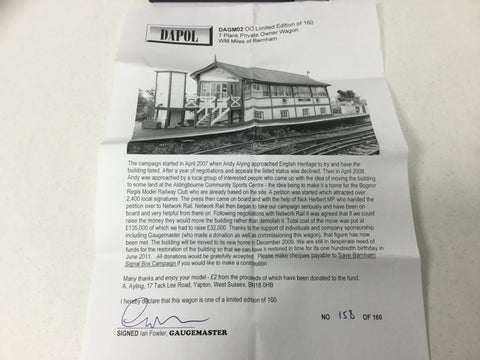 DAPOL
DAGM02 OO Limited Edition of 160
7 Plank Private Owner Wagon
WM Miles of Barnham
The campaign started in April 2007 when Andy Alying approached English Heritage to try and have the
building listed. After a year of negotiations and appeals the listed status was declined. Then in April 2008,
Andy was approached by a local group of interested people who came up with the idea of moving the building
to some land at the Aldingbourne Community Sports Centre - the idea being to make it a home for the Bognor
Regis Model Railway Club who are already based on the site. A petition was started which attracted over
2,400 local signatures. The press then came on board and with the help of Nick Herbert MP who handed the
petition over to Network Rail. Network Rail then began to take our campaign seriously and have been on
board and very helpful from there on. Following negotiations with Network Rail it was agreed that if we could
raise the money they would move the building rather than demolish it. Total cost of the move was put at
£135,000 of which we had to raise £32,000. Thanks to the support of individuals and company sponsorship
including Gaugemaster (who made a donation as well as commissioning this wagon), that figure has now
been met. The building will be moved to its new home in December 2009. We are still in desperate need of
funds for the restoration of the building so that we can have it restored in time for its one hundredth birthday in
June 2011. All donations would be gratefully accepted. Please make cheques payable to Save Barnham
Signal Box Campaign if you would like to make a contribution
Many thanks and enjoy your model - £2 from the proceeds of which have been donated to the fund.
A. Ayling, 17 Tack Lee Road, Yapton, West Sussex, BN18 0HB
I hereby declare that this wagon is one of a limited edition of 160.
NO 158 OF 160
SIGNED Ian Fowler, GAUGEMASTER